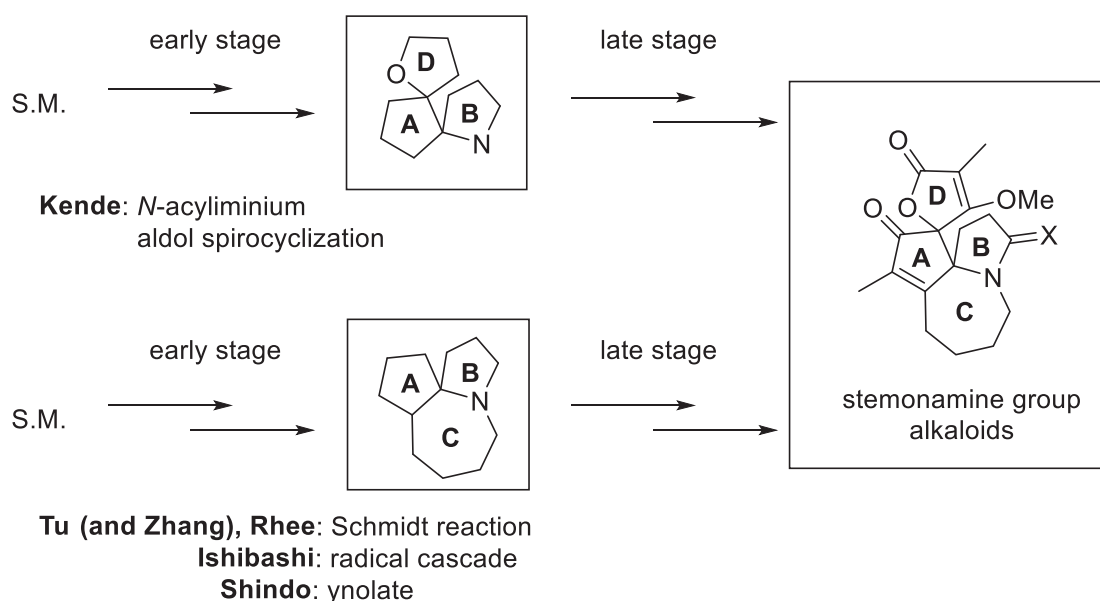 early stage
late stage
S.M.
O
D
A
B
N
Kende: N-acyliminium
aldol spirocyclization
O
D
O
OMe
O
A
B
X
N
C
stemonamine group
alkaloids
early stage
late stage
S.M.
A
B
N
C
Tu (and Zhang), Rhee: Schmidt reaction
Ishibashi: radical cascade
Shindo: ynolate